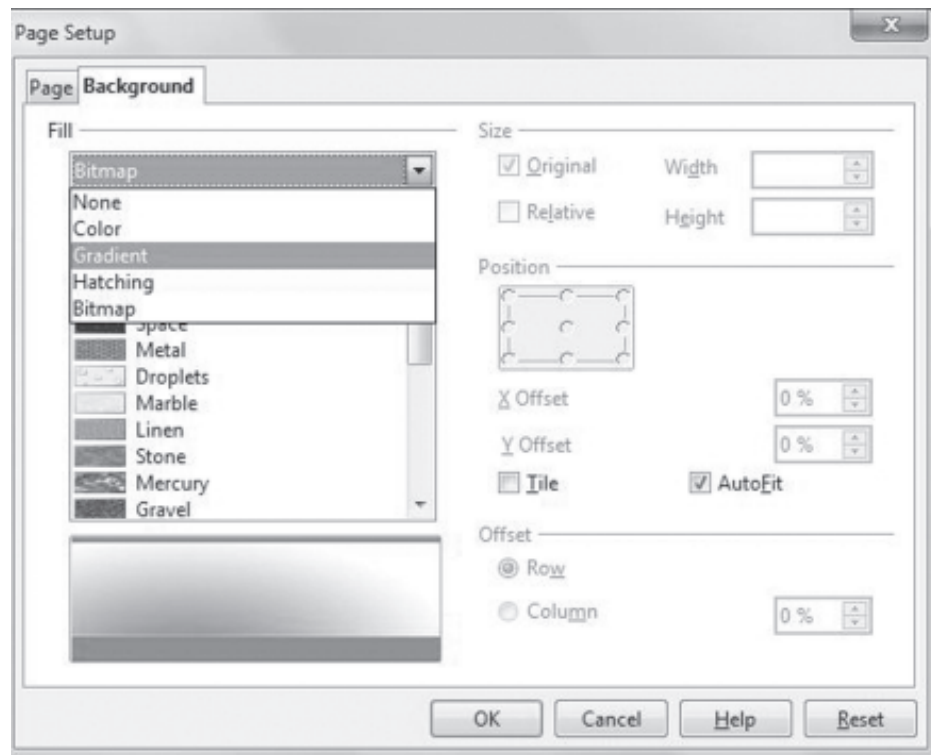 Page Setup
Page Background
Fill
Bitmap
None
Color
Gradient
Hatching
Bitmap
Space
Metal
Droplets
Marble
Linen
Stone
Mercury
Gravel
Size
Original Width
Relative Height
Position
X Offset 0 %
Y Offset 0 %
Tile AutoFit
Offset
Row
Column 0 %
OK Cancel Help Reset